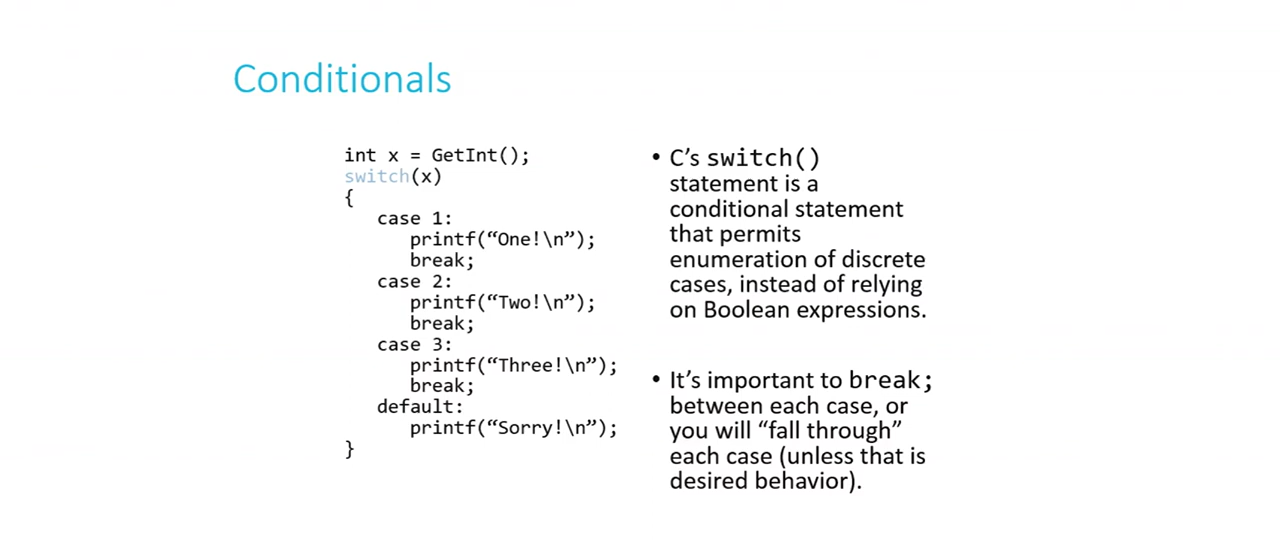 Conditionals
int x = GetInt();
switch(x)
{
case 1:
printf(“One!\n”);
break;
case 2:
printf(“Two!\n”);
break;
case 3:
printf(“Three!\n”);
break;
default:
printf(“Sorry!\n”);
}
• C’s switch()
statement is a
conditional statement
that permits
enumeration of discrete
cases, instead of relying
on Boolean expressions.
• It’s important to break;
between each case, or
you will “fall through”
each case (unless that is
desired behavior).